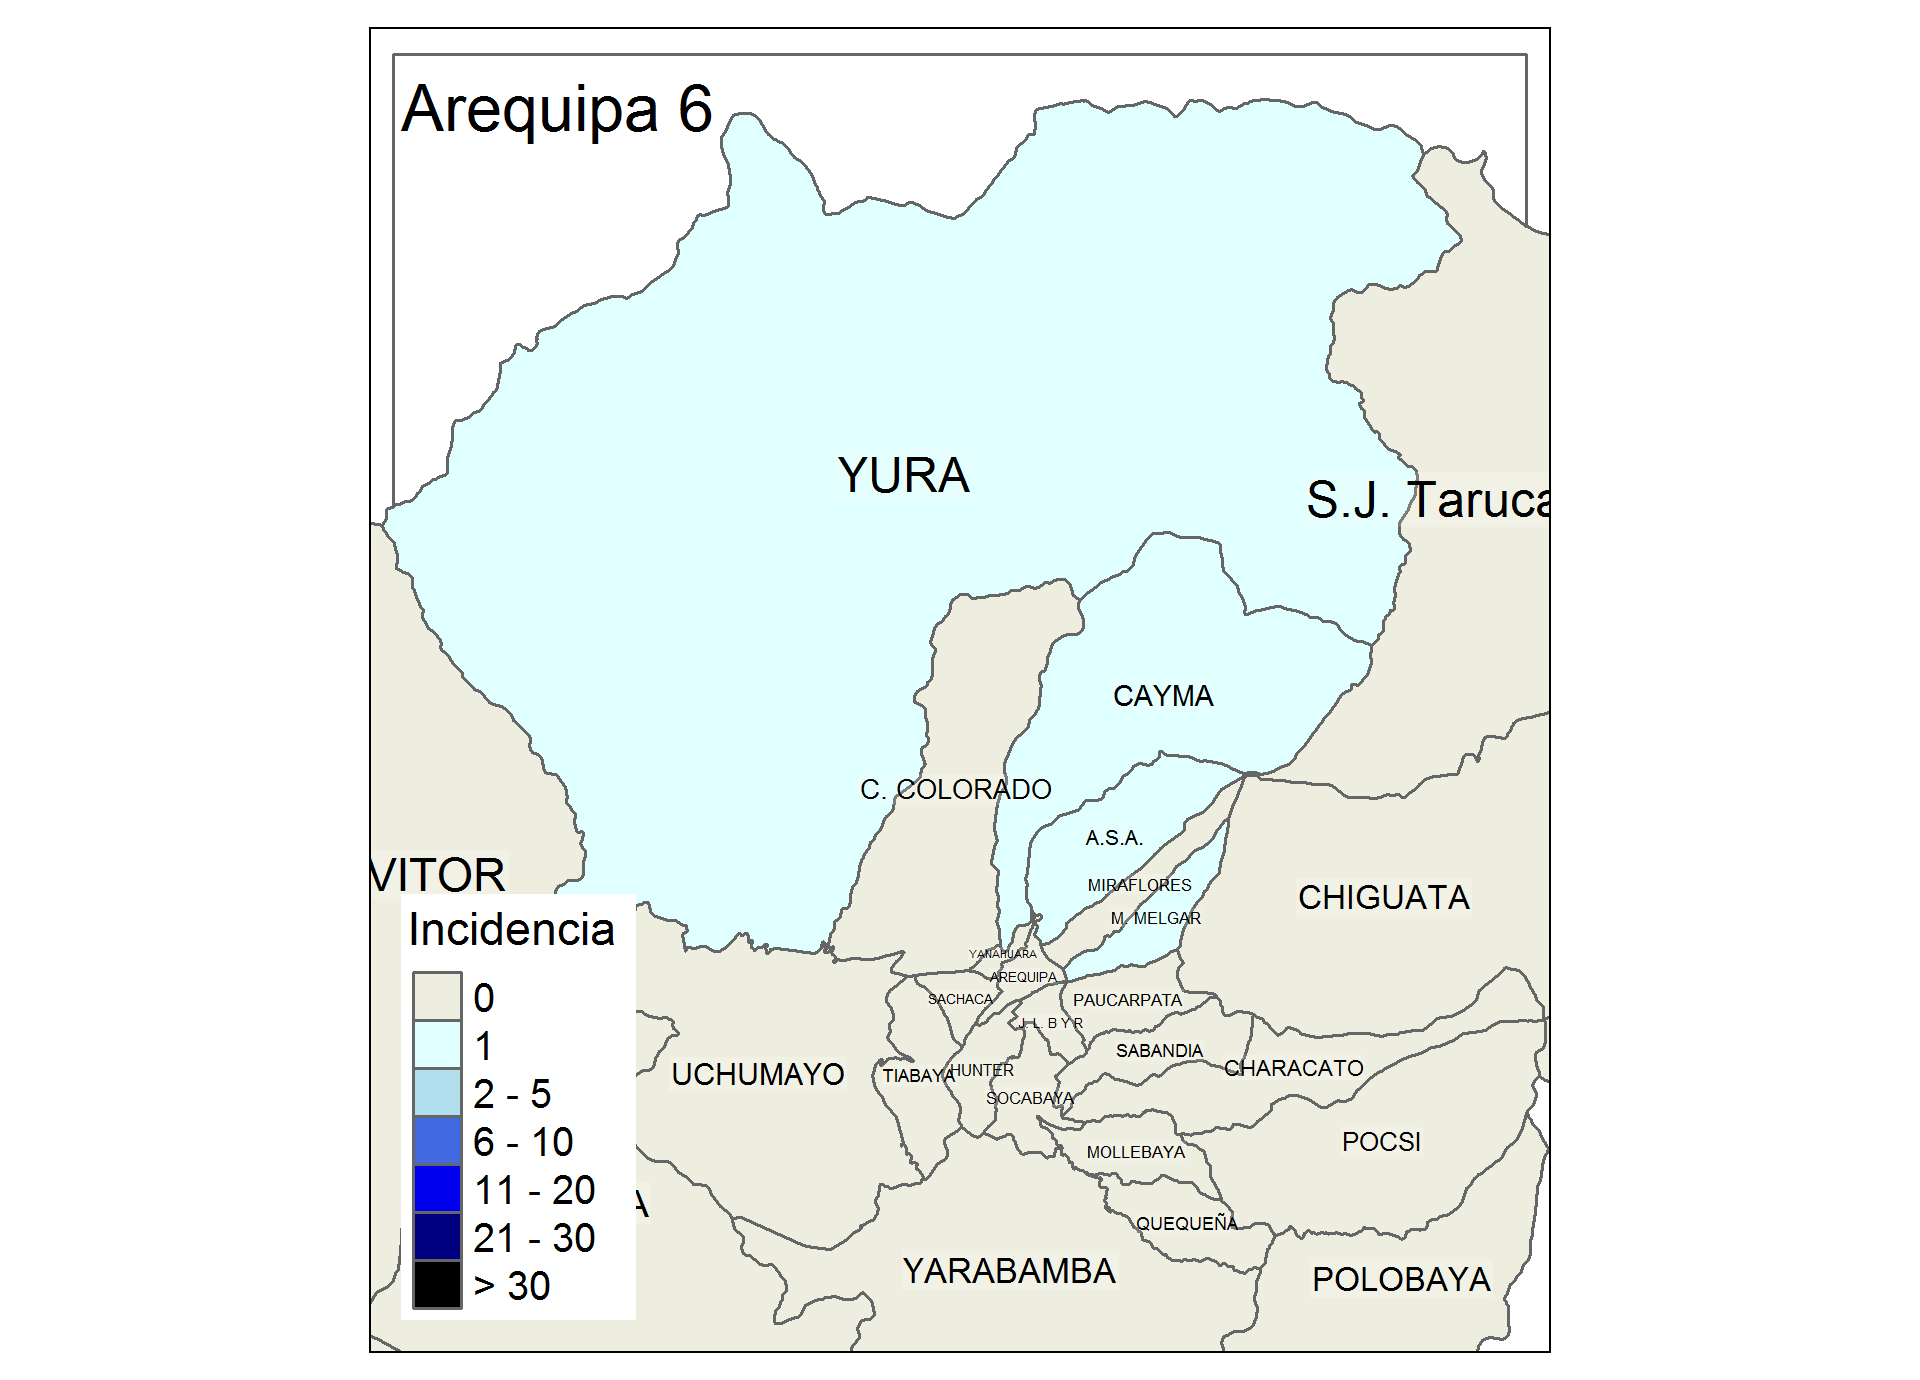 Arequipa 6
YURA
S.J. Taruca
CAYMA
C. COLORADO
A.S.A.
VITOR
MIRAFLORES
CHIGUATA
M. MELGAR
Incidencia
YANAHUARA
AREQUIPA
SACHACA
PAUCARPATA
J. L. B Y R
SABANDIA
CHARACATO
UCHUMAYO
TIABAYA
HUNTER
SOCABAYA
POCSI
MOLLEBAYA
A
QUEQUEÑA
YARABAMBA
POLOBAYA
0
1
2 - 5
6 - 10
11 - 20
21 - 30
> 30